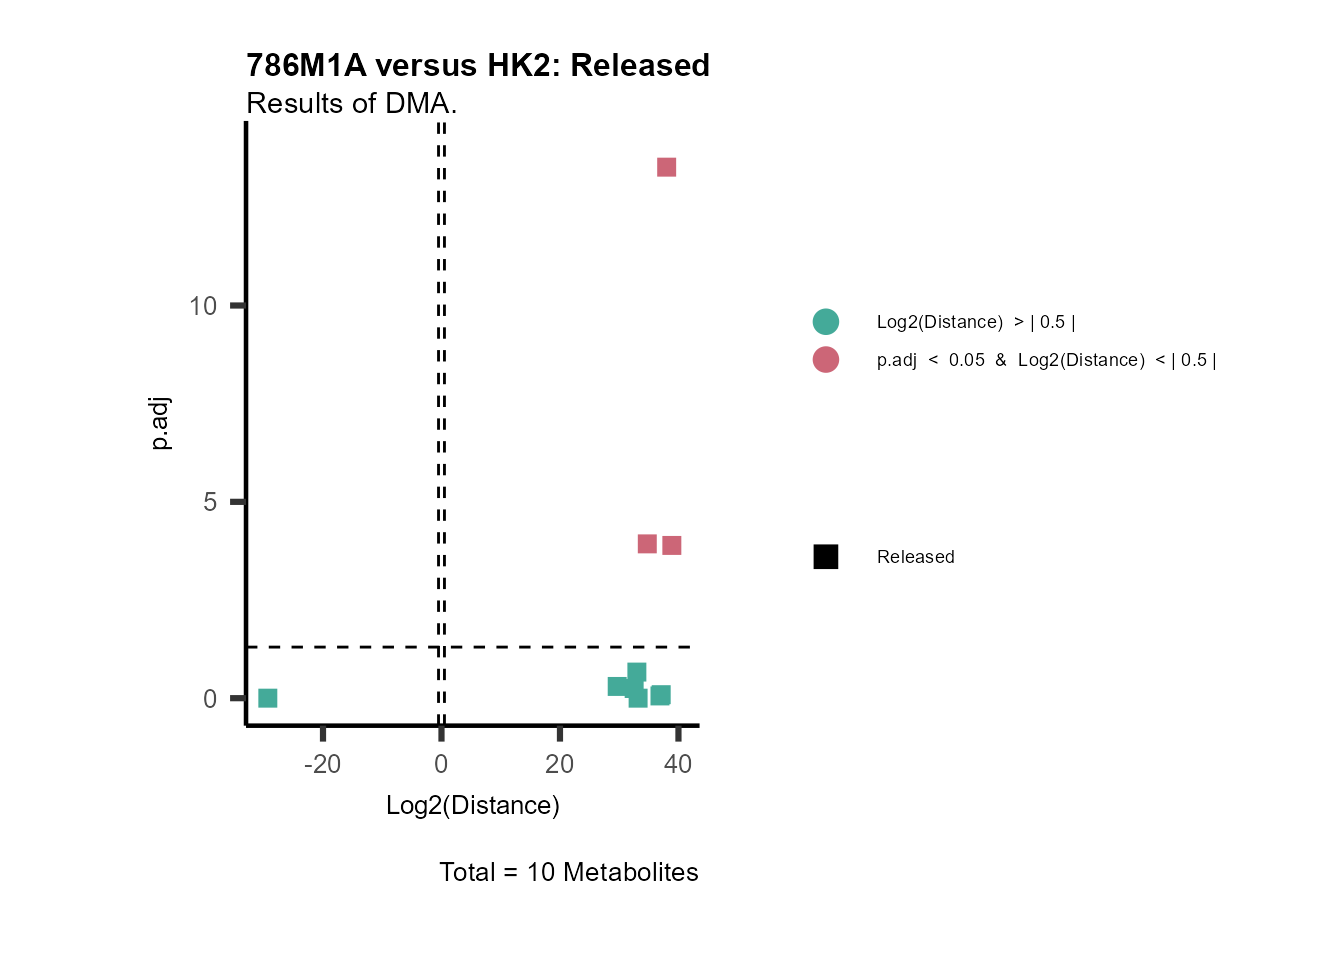 786M1A versus HK2: Released
Results of DMA.
10
5
0
p.adj
-20 0 20 40
Log2(Distance)
Total = 10 Metabolites
Log2(Distance) > | 0.5 |
p.adj < 0.05 & Log2(Distance) < | 0.5 |
Released